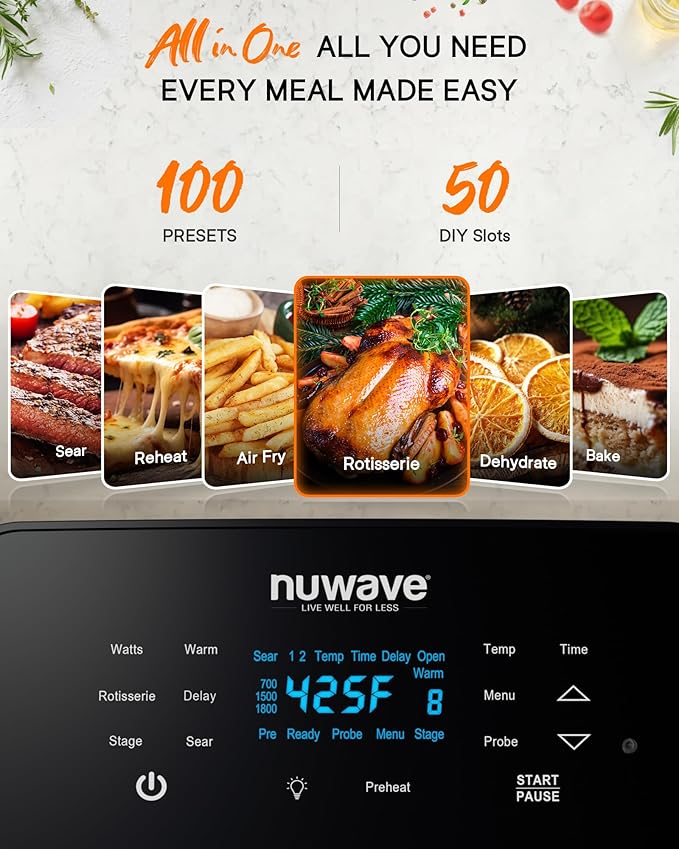 All in One ALL YOU NEED
EVERY MEAL MADE EASY
100
PRESETS
50
DIY Slots
Sear
Reheat
Air Fry
Rotisserie
Dehydrate
Bake
nuwave®
LIVE WELL FOR LESS
Watts
Warm
Rotisserie
Delay
Stage
Sear
Sear 1 2 Temp Time Delay Open
Warm
700
1500
1800
425F
8
Pre Ready Probe Menu Stage
Temp
Time
Menu
Probe
Preheat
START
PAUSE